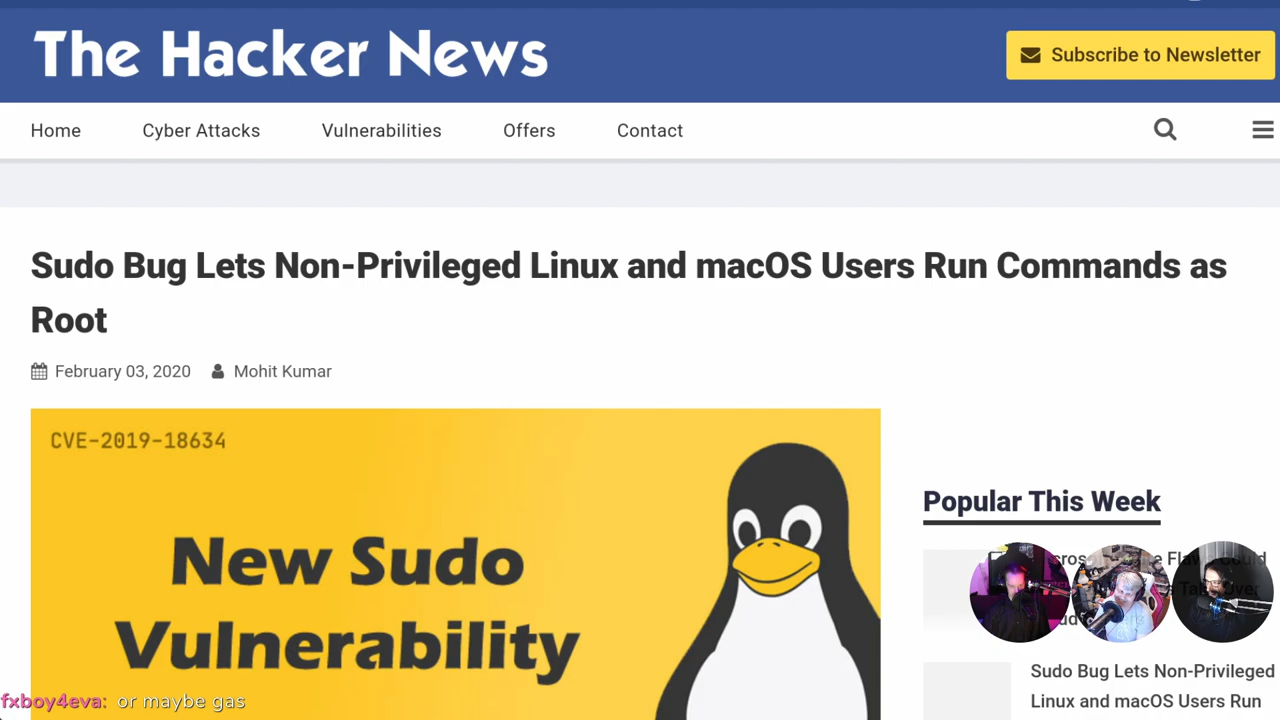 The Hacker News
Subscribe to Newsletter
Home Cyber Attacks Vulnerabilities Offers Contact
Sudo Bug Lets Non-Privileged Linux and macOS Users Run Commands as
Root
February 03, 2020 Mohit Kumar
CVE-2019-18634
New Sudo
Vulnerability
Popular This Week
Sudo Bug Lets Non-Privileged
Linux and macOS Users Run
fxboy4eva: or maybe gas